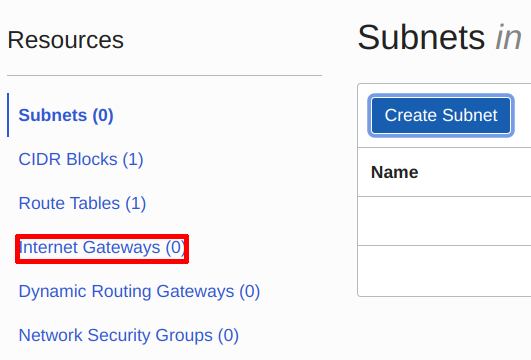 Resources
Subnets (0)
CIDR Blocks (1)
Route Tables (1)
Internet Gateways (0)
Dynamic Routing Gateways (0)
Network Security Groups (0)
Subnets in
Create Subnet
Name